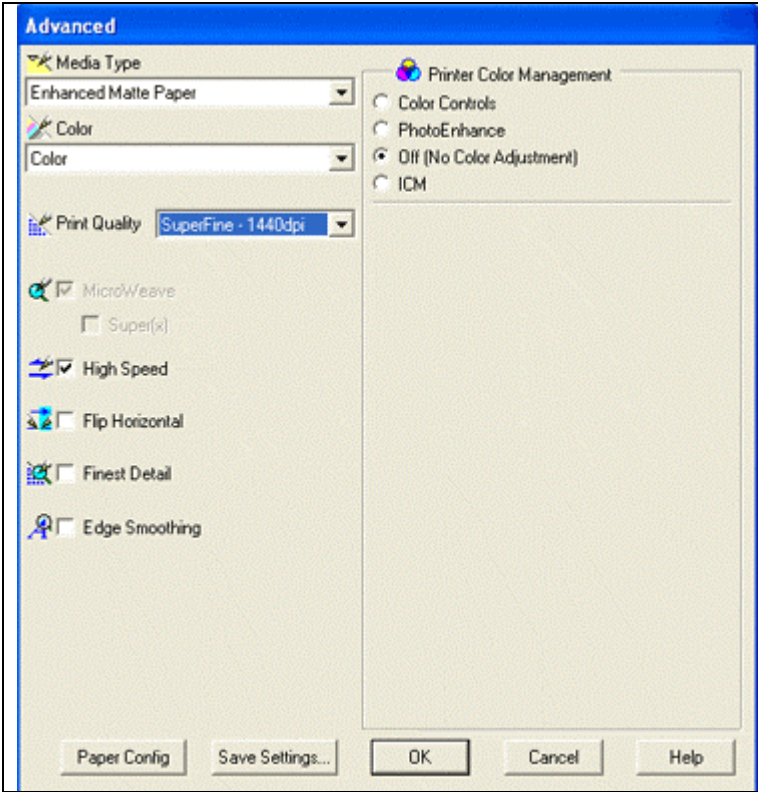 Advanced
Media Type
Enhanced Matte Paper
Color
Color
Print Quality SuperFine - 1440dpi
MicroWeave
Super(x)
High Speed
Flip Horizontal
Finest Detail
Edge Smoothing
Printer Color Management
Color Controls
PhotoEnhance
Off (No Color Adjustment)
ICM
Paper Config Save Settings... OK Cancel Help